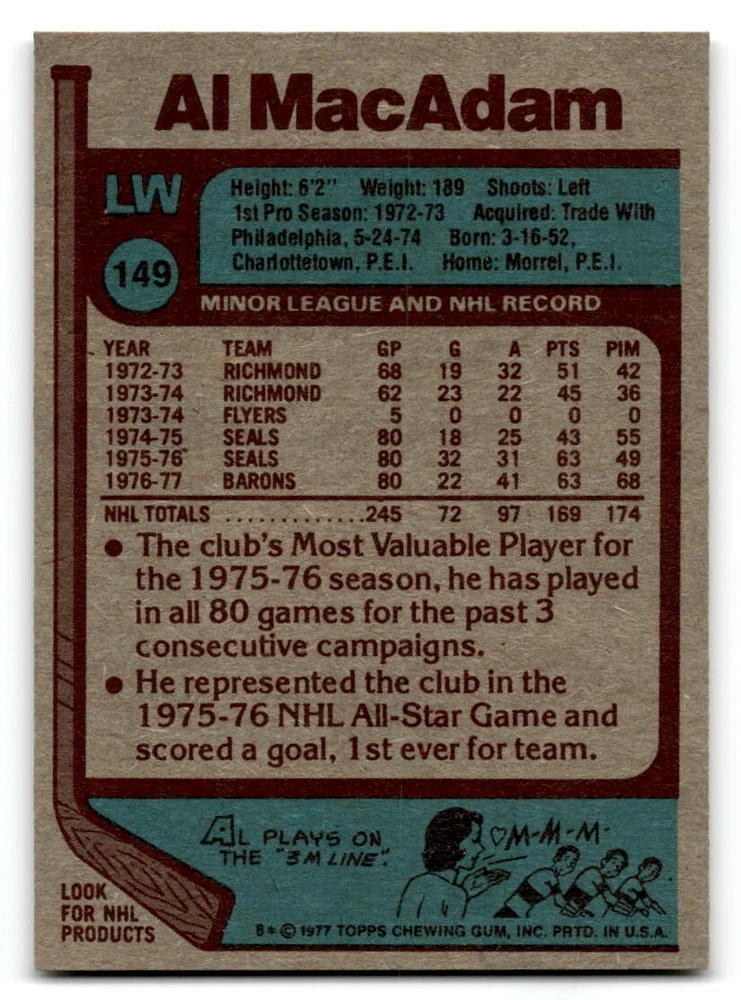 Al MacAdam
LW
149
Height: 6'2" Weight: 189 Shoots: Left
1st Pro Season: 1972-73 Acquired: Trade With
Philadelphia, 5-24-74 Born: 3-16-52,
Charlottetown, P.E.I. Home: Morrel, P.E.I.
MINOR LEAGUE AND NHL RECORD
YEAR TEAM GP G A PTS PIM
1972-73 RICHMOND 68 19 32 51 42
1973-74 RICHMOND 62 23 22 45 36
1973-74 FLYERS 5 0 0 0 0
1974-75 SEALS 80 18 25 43 55
1975-76 SEALS 80 32 31 63 49
1976-77 BARONS 80 22 41 63 68
NHL TOTALS .............245 72 97 169 174
● The club's Most Valuable Player for
the 1975-76 season, he has played
in all 80 games for the past 3
consecutive campaigns.
● He represented the club in the
1975-76 NHL All-Star Game and
scored a goal, 1st ever for team.
AL PLAYS ON
THE "3M LINE".
♡M-M-M-
LOOK
FOR NHL
PRODUCTS
B* © 1977 TOPPS CHEWING GUM, INC. PRTD. IN U.S.A.